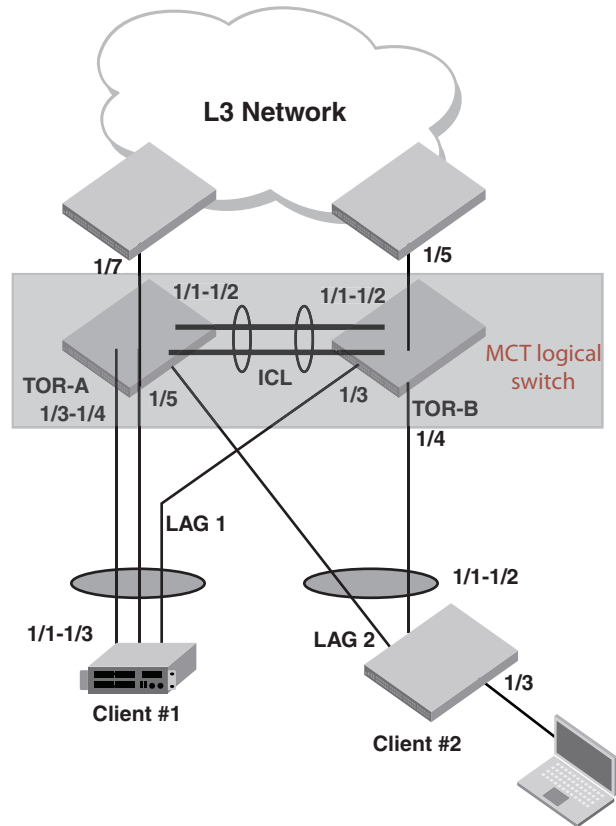 L3 Network
1/7
1/5
1/1-1/2
1/1-1/2
MCT logical
switch
ICL
TOR-A
1/5
1/3
TOR-B
1/3-1/4
1/4
LAG 1
1/1-1/2
1/1-1/3
LAG 2
1/3
Client #1
Client #2